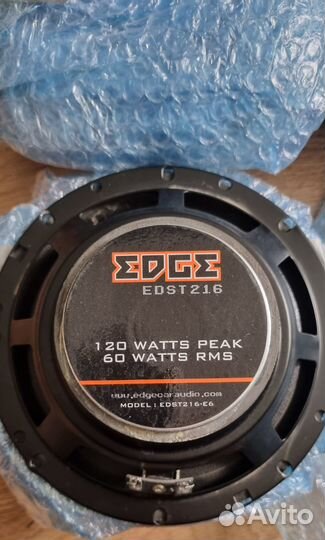 EDGE
EDST216
120 WATTS PEAK
60 WATTS RMS
www.edgecaraudio.com
MODEL : EDST216-E6
Avito